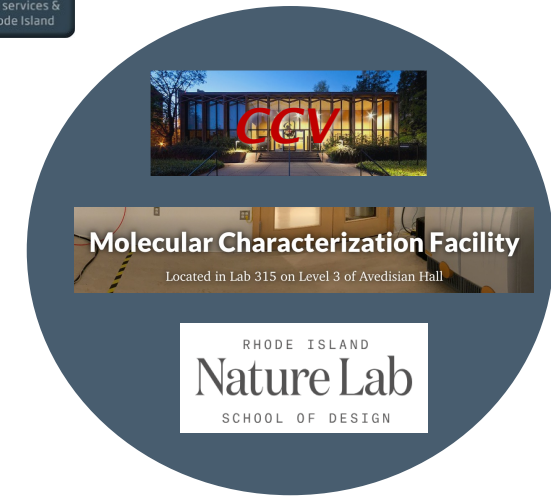 services &
ode Island
CCV
Molecular Characterization Facility
Located in Lab 315 on Level 3 of Avedisian Hall
RHODE ISLAND
Nature Lab
SCHOOL OF DESIGN